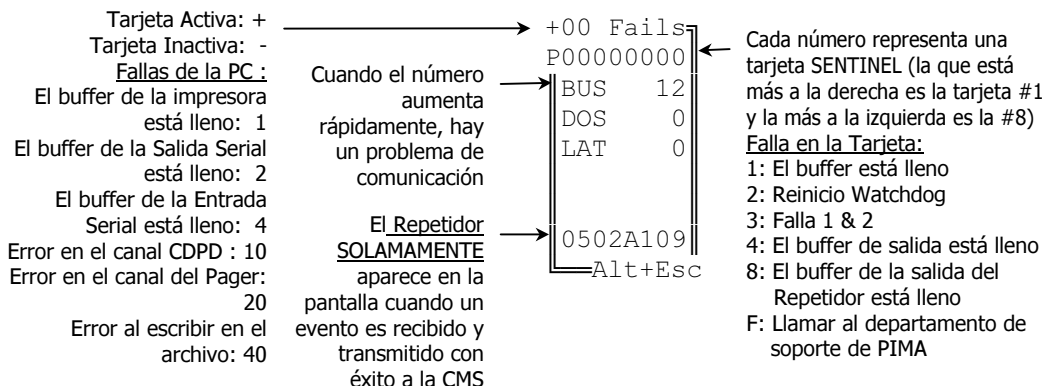 Tarjeta Activa: +
Tarjeta Inactiva: -
Fallas de la PC :
El buffer de la impresora
está lleno: 1
El buffer de la Salida Serial
está lleno: 2
El buffer de la Entrada
Serial está lleno: 4
Error en el canal CDPD : 10
Error en el canal del Pager:
20
Error al escribir en el
archivo: 40
Cuando el número
aumenta
rápidamente, hay
un problema de
comunicación
El Repetidor
SOLAMAMENTE
aparece en la
pantalla cuando un
evento es recibido y
transmitido con
éxito a la CMS
+00 Fails
P00000000
BUS 12
DOS 0
LAT 0
0502A109
Alt+Esc
Cada número representa una
tarjeta SENTINEL (la que está
más a la derecha es la tarjeta #1
y la más a la izquierda es la #8)
Falla en la Tarjeta:
1: El buffer está lleno
2: Reinicio Watchdog
3: Falla 1 & 2
4: El buffer de salida está lleno
8: El buffer de la salida del
Repetidor está lleno
F: Llamar al departamento de
soporte de PIMA